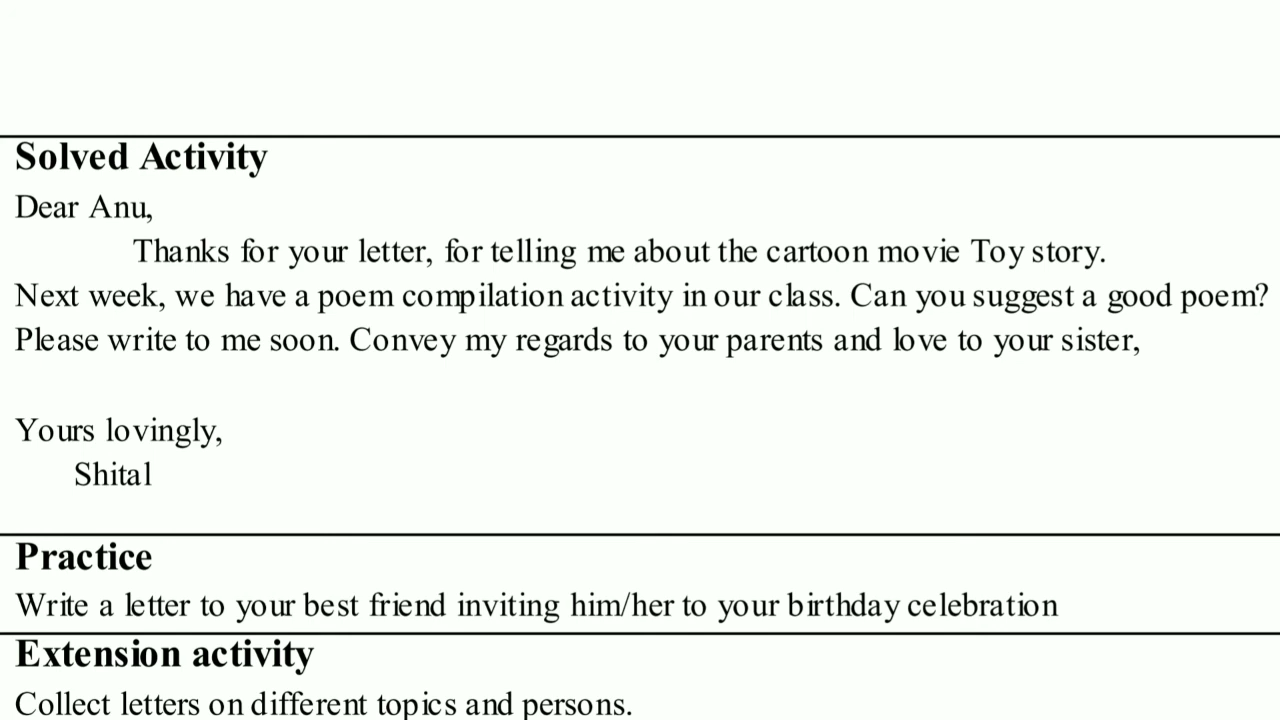 Solved Activity
Dear Anu,
Thanks for your letter, for telling me about the cartoon movie Toy story.
Next week, we have a poem compilation activity in our class. Can you suggest a good poem?
Please write to me soon. Convey my regards to your parents and love to your sister,
Yours lovingly,
Shital
Practice
Write a letter to your best friend inviting him/her to your birthday celebration
Extension activity
Collect letters on different topics and persons.